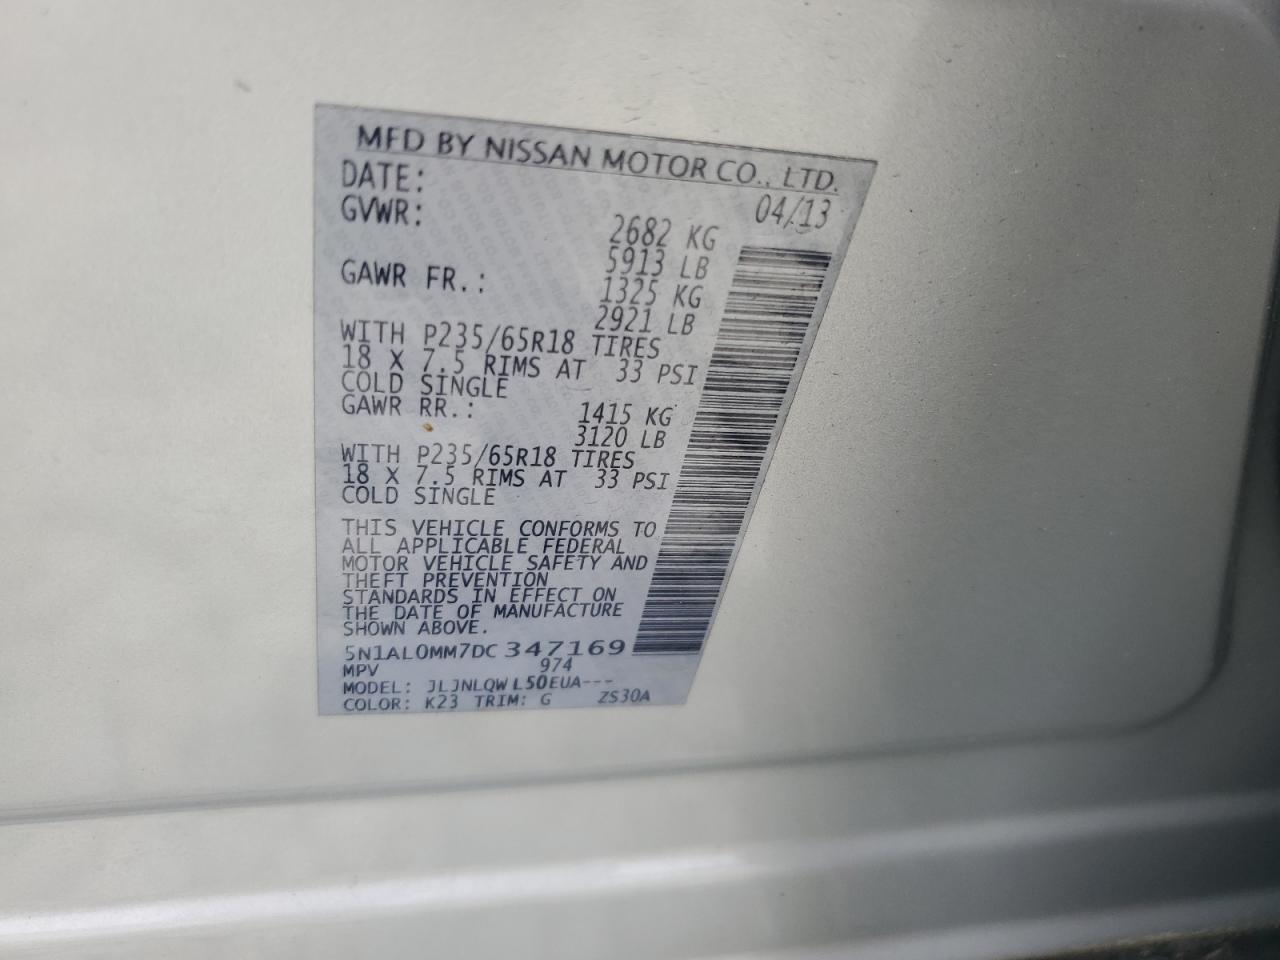 MFD BY NISSAN MOTOR CO., LTD.
DATE: 04/13
GVWR: 2682 KG
5913 LB
GAWR FR.: 1325 KG
2921 LB
WITH P235/65R18 TIRES
18 X 7.5 RIMS AT 33 PSI
COLD SINGLE
GAWR RR.: 1415 KG
3120 LB
WITH P235/65R18 TIRES
18 X 7.5 RIMS AT 33 PSI
COLD SINGLE
THIS VEHICLE CONFORMS TO
ALL APPLICABLE FEDERAL
MOTOR VEHICLE SAFETY AND
THEFT PREVENTION
STANDARDS IN EFFECT ON
THE DATE OF MANUFACTURE
SHOWN ABOVE.
5N1AL0MM7DC 347169
MPV 974
MODEL: JLJNLQW L50EUA---
COLOR: K23 TRIM: G ZS30A